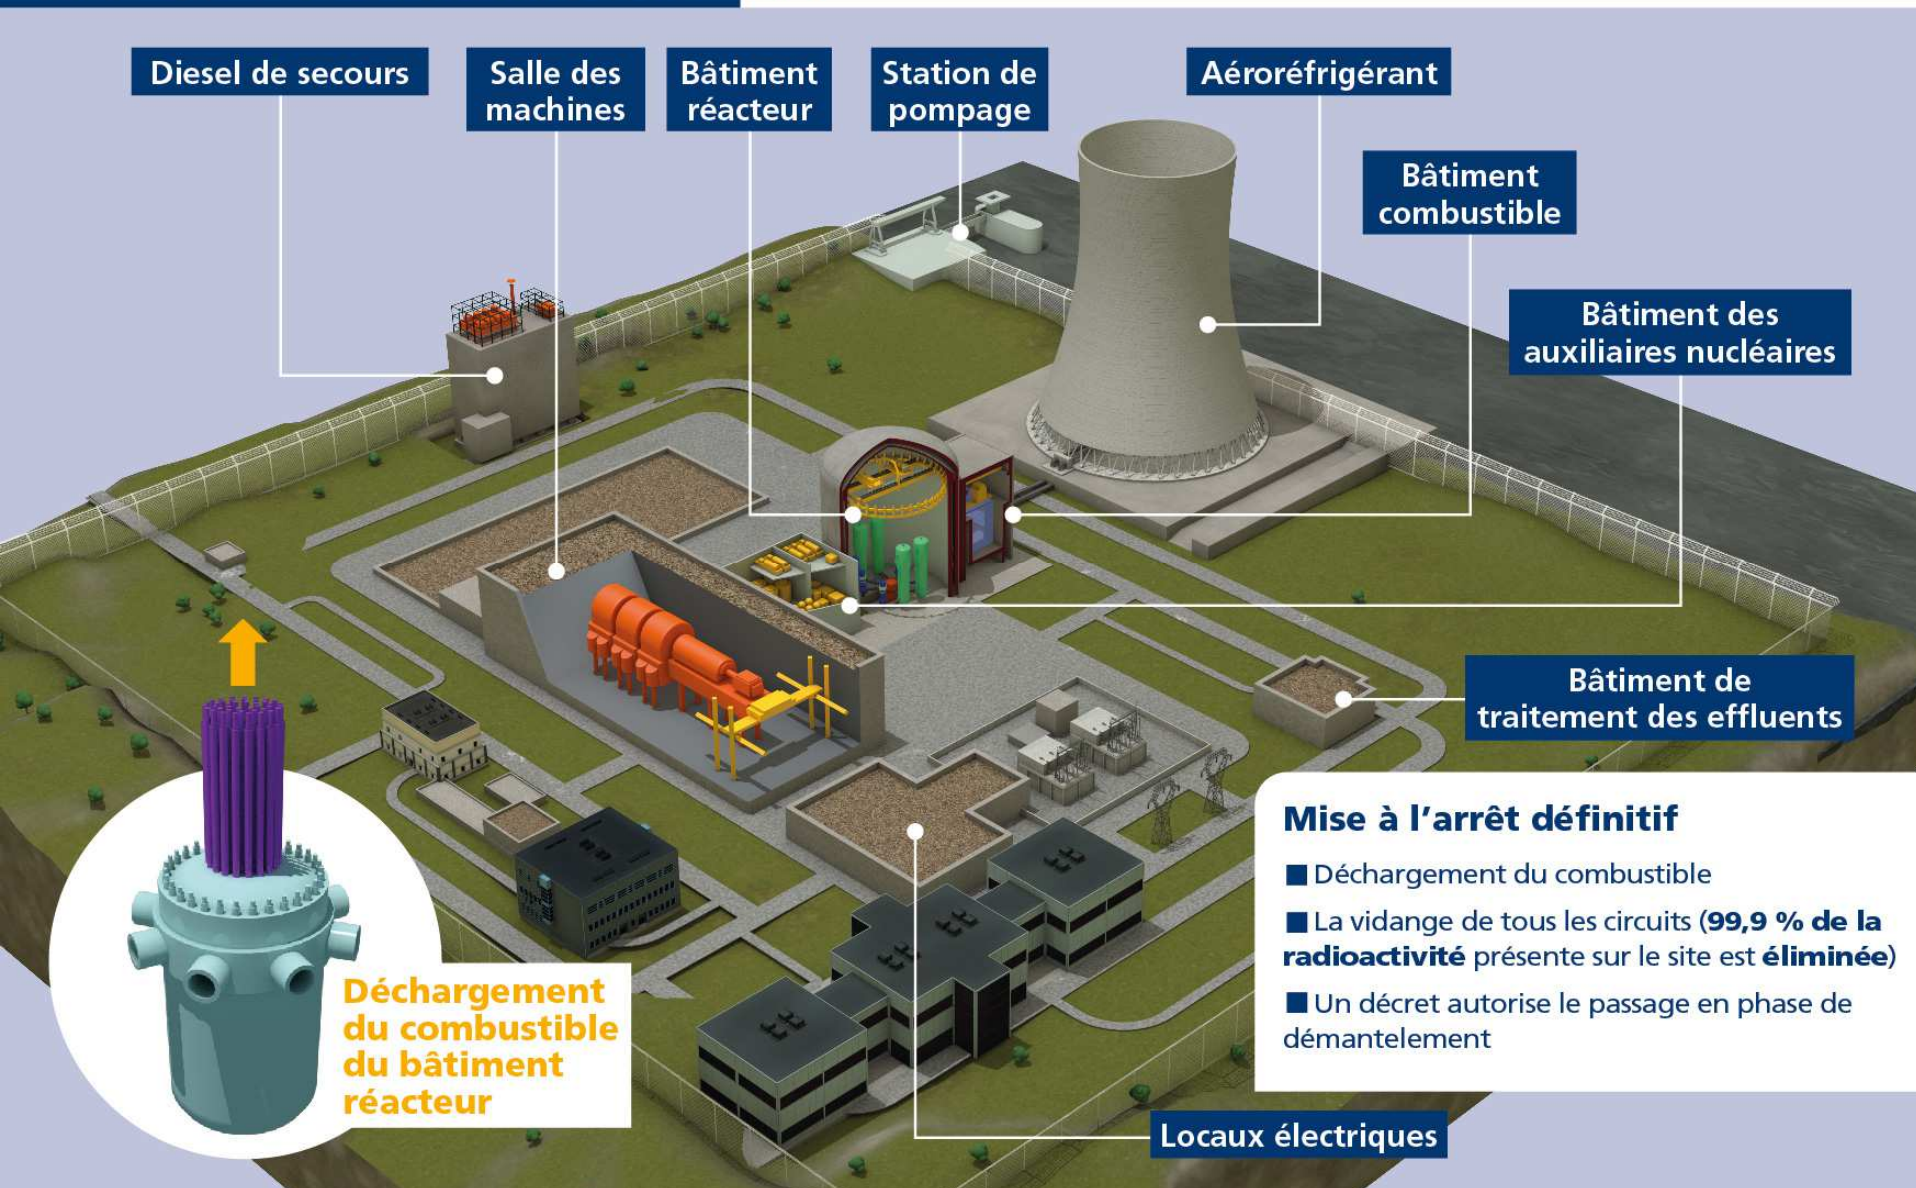 Diesel de secours
Salle des
machines
Bâtiment
réacteur
Station de
pompage
Aéroréfrigérant
Bâtiment
combustible
Bâtiment des
auxiliaires nucléaires
Bâtiment de
traitement des effluents
Mise à l'arrêt définitif
■ Déchargement du combustible
■ La vidange de tous les circuits (99,9 % de la
radioactivité présente sur le site est éliminée)
■ Un décret autorise le passage en phase de
démantelement
Déchargement
du combustible
du bâtiment
réacteur
Locaux électriques